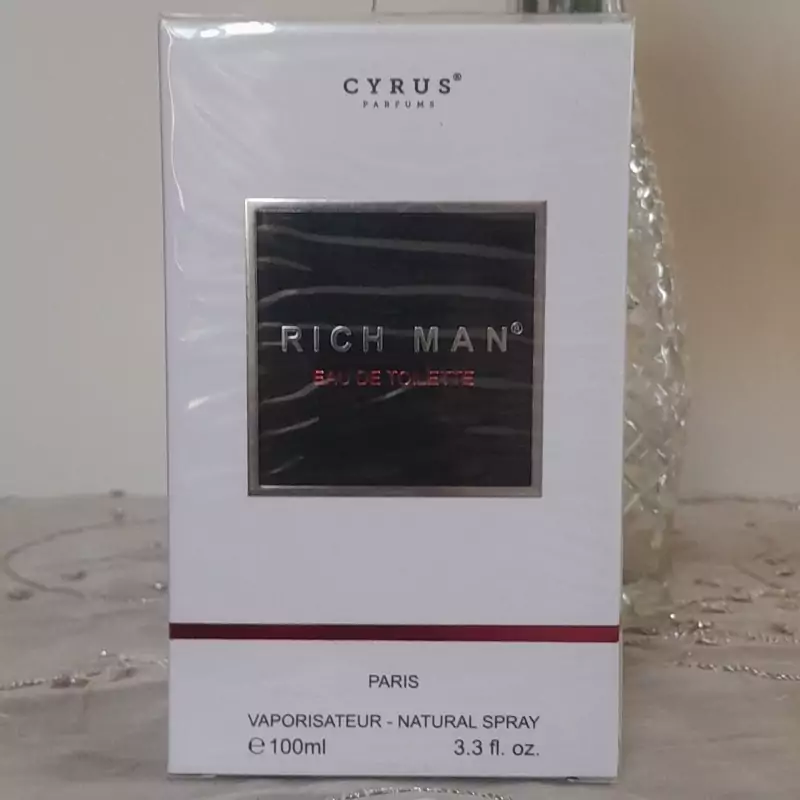 CYRUS®
PARFUMS
RICH MAN®
EAU DE TOILETTE
PARIS
VAPORISATEUR - NATURAL SPRAY
℮ 100ml 3.3 fl. oz.